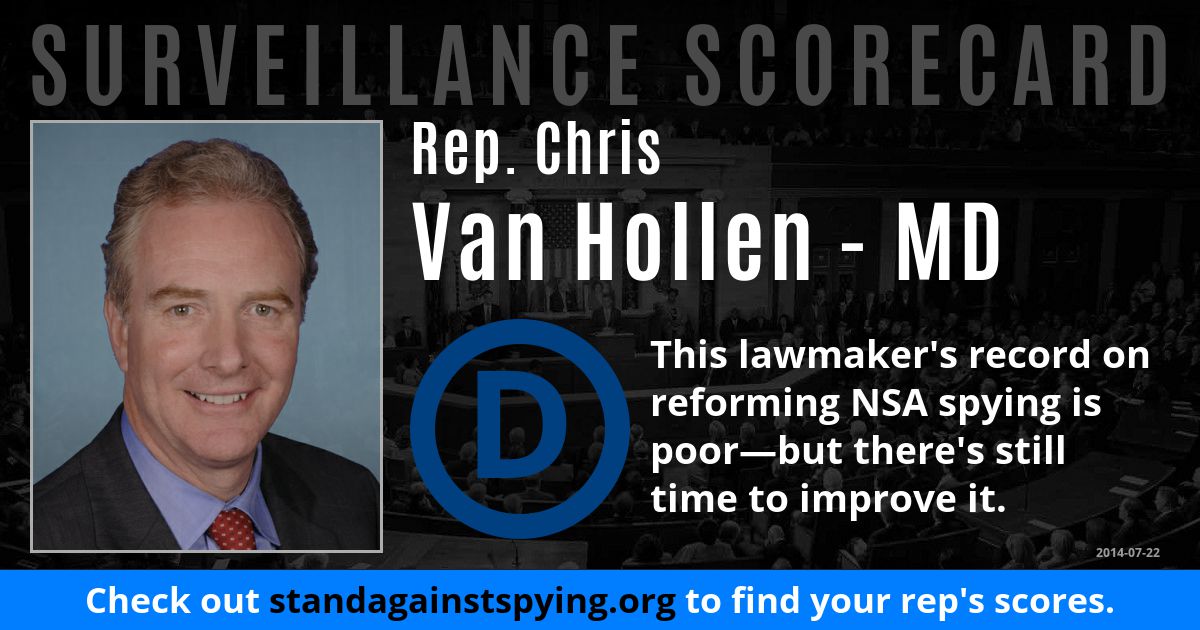 SURVEILLANCE SCORECARD
Rep. Chris
Van Hollen - MD
D
This lawmaker's record on
reforming NSA spying is
poor—but there's still
time to improve it.
2014-07-22
Check out standagainstspying.org to find your rep's scores.